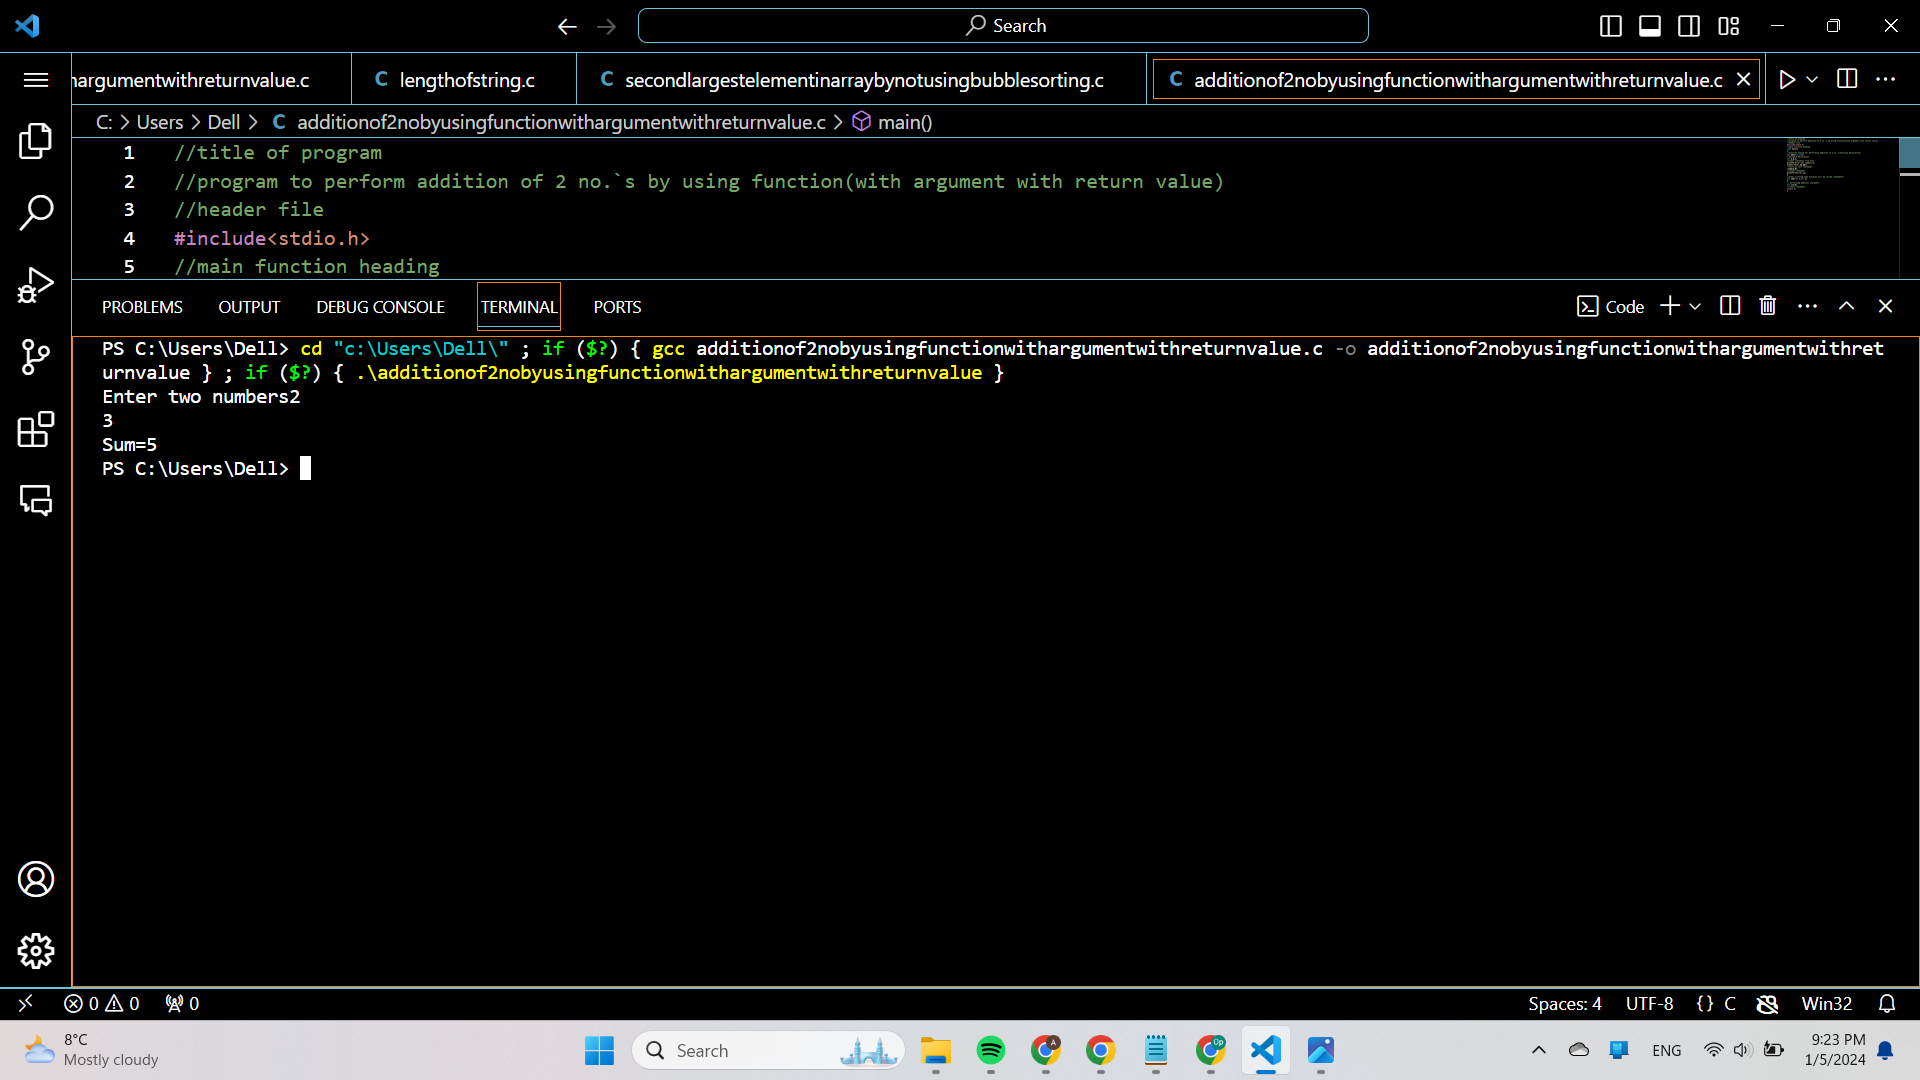 Search
nargumentwithreturnvalue.c
C lengthofstring.c
C secondlargestelementinarraybynotusingbubblesorting.c
C additionof2nobyusingfunctionwithargumentwithreturnvalue.c
C: > Users > Dell > C additionof2nobyusingfunctionwithargumentwithreturnvalue.c > main()
1 //title of program
2 //program to perform addition of 2 no.`s by using function(with argument with return value)
3 //header file
4 #include<stdio.h>
5 //main function heading
PROBLEMS OUTPUT DEBUG CONSOLE TERMINAL PORTS
Code
PS C:\Users\Dell> cd "c:\Users\Dell\" ; if ($?) { gcc additionof2nobyusingfunctionwithargumentwithreturnvalue.c -o additionof2nobyusingfunctionwithargumentwithret
urnvalue } ; if ($?) { .\additionof2nobyusingfunctionwithargumentwithreturnvalue }
Enter two numbers2
3
Sum=5
PS C:\Users\Dell>
0 0 0
Spaces: 4 UTF-8 {} C Win32
8°C
Mostly cloudy
Search
A
Op
ENG
9:23 PM
1/5/2024